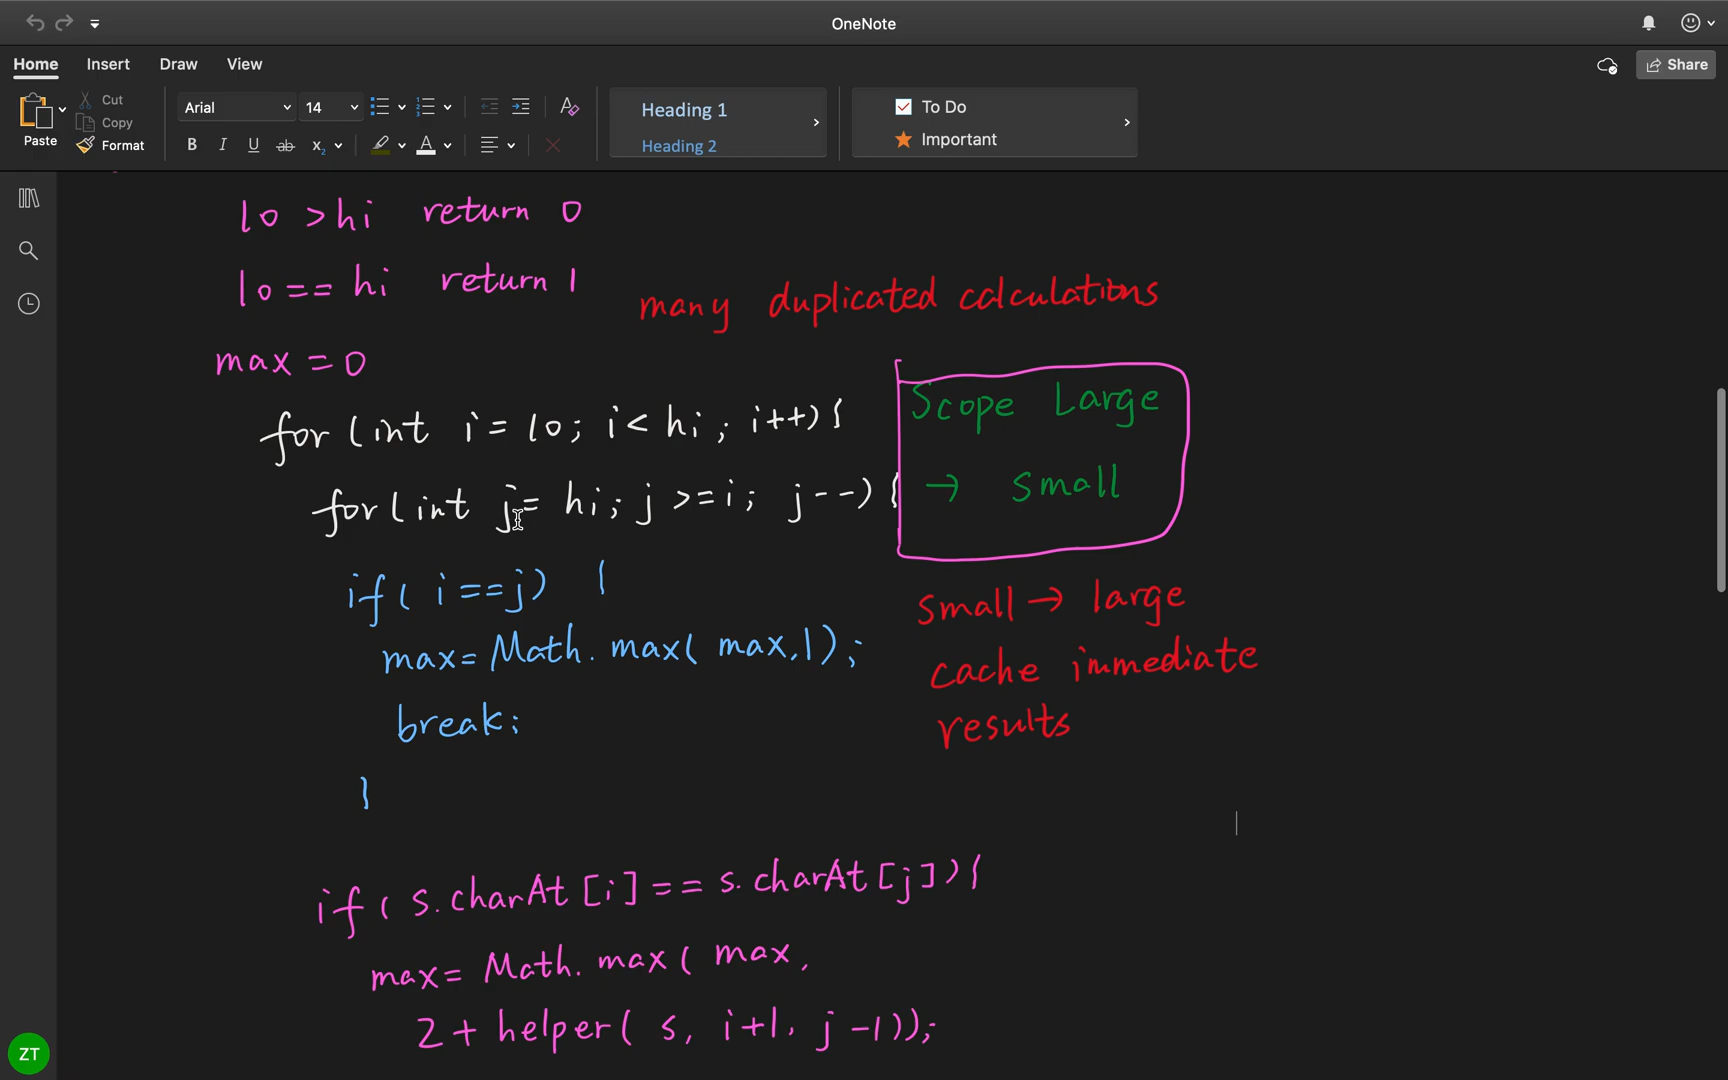 OneNote
Home Insert Draw View
Share
Paste
Cut
Copy
Format
Arial
14
B I U ab x2 A
Heading 1
Heading 2
To Do
Important
lo > hi return 0
lo == hi return 1
many duplicated calculations
max = 0
for (int i = lo; i < hi; i++) {
for (int j = hi; j >= i; j--) {
if ( i == j) {
max = Math. max( max, 1);
break;
}
Scope Large
→ small
small → large
cache immediate
results
if ( s.charAt [i] == s.charAt [j] ) {
max = Math. max ( max,
2 + helper( s, i+1, j-1));
ZT